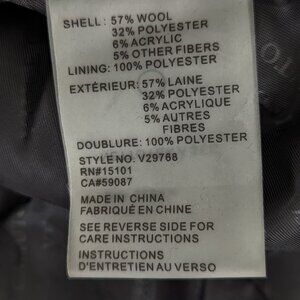 SHELL: 57% WOOL
32% POLYESTER
6% ACRYLIC
5% OTHER FIBERS
LINING: 100% POLYESTER
EXTÉRIEUR: 57% LAINE
32% POLYESTER
6% ACRYLIQUE
5% AUTRES
FIBRES
DOUBLURE: 100% POLYESTER
STYLE NO. V29768
RN#15101
CA#59087
MADE IN CHINA
FABRIQUÉ EN CHINE
SEE REVERSE SIDE FOR
CARE INSTRUCTIONS
INSTRUCTIONS
D'ENTRETIEN AU VERSO